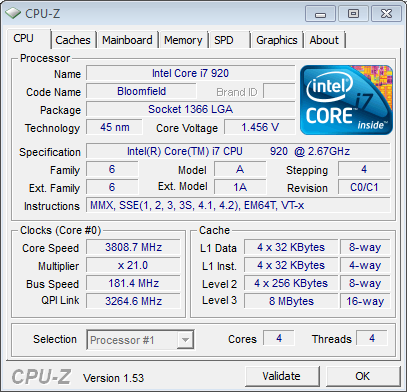 CPU-Z
CPU Caches Mainboard Memory SPD Graphics About
Processor
Name Intel Core i7 920
Code Name Bloomfield Brand ID
Package Socket 1366 LGA
Technology 45 nm Core Voltage 1.456 V
intel CORE i7 inside™
Specification Intel(R) Core(TM) i7 CPU 920 @ 2.67GHz
Family 6 Model A Stepping 4
Ext. Family 6 Ext. Model 1A Revision C0/C1
Instructions MMX, SSE(1, 2, 3, 3S, 4.1, 4.2), EM64T, VT-x
Clocks (Core #0)
Core Speed 3808.7 MHz
Multiplier x 21.0
Bus Speed 181.4 MHz
QPI Link 3264.6 MHz
Cache
L1 Data 4 x 32 KBytes 8-way
L1 Inst. 4 x 32 KBytes 4-way
Level 2 4 x 256 KBytes 8-way
Level 3 8 MBytes 16-way
Selection Processor #1 Cores 4 Threads 4
CPU-Z Version 1.53 Validate OK